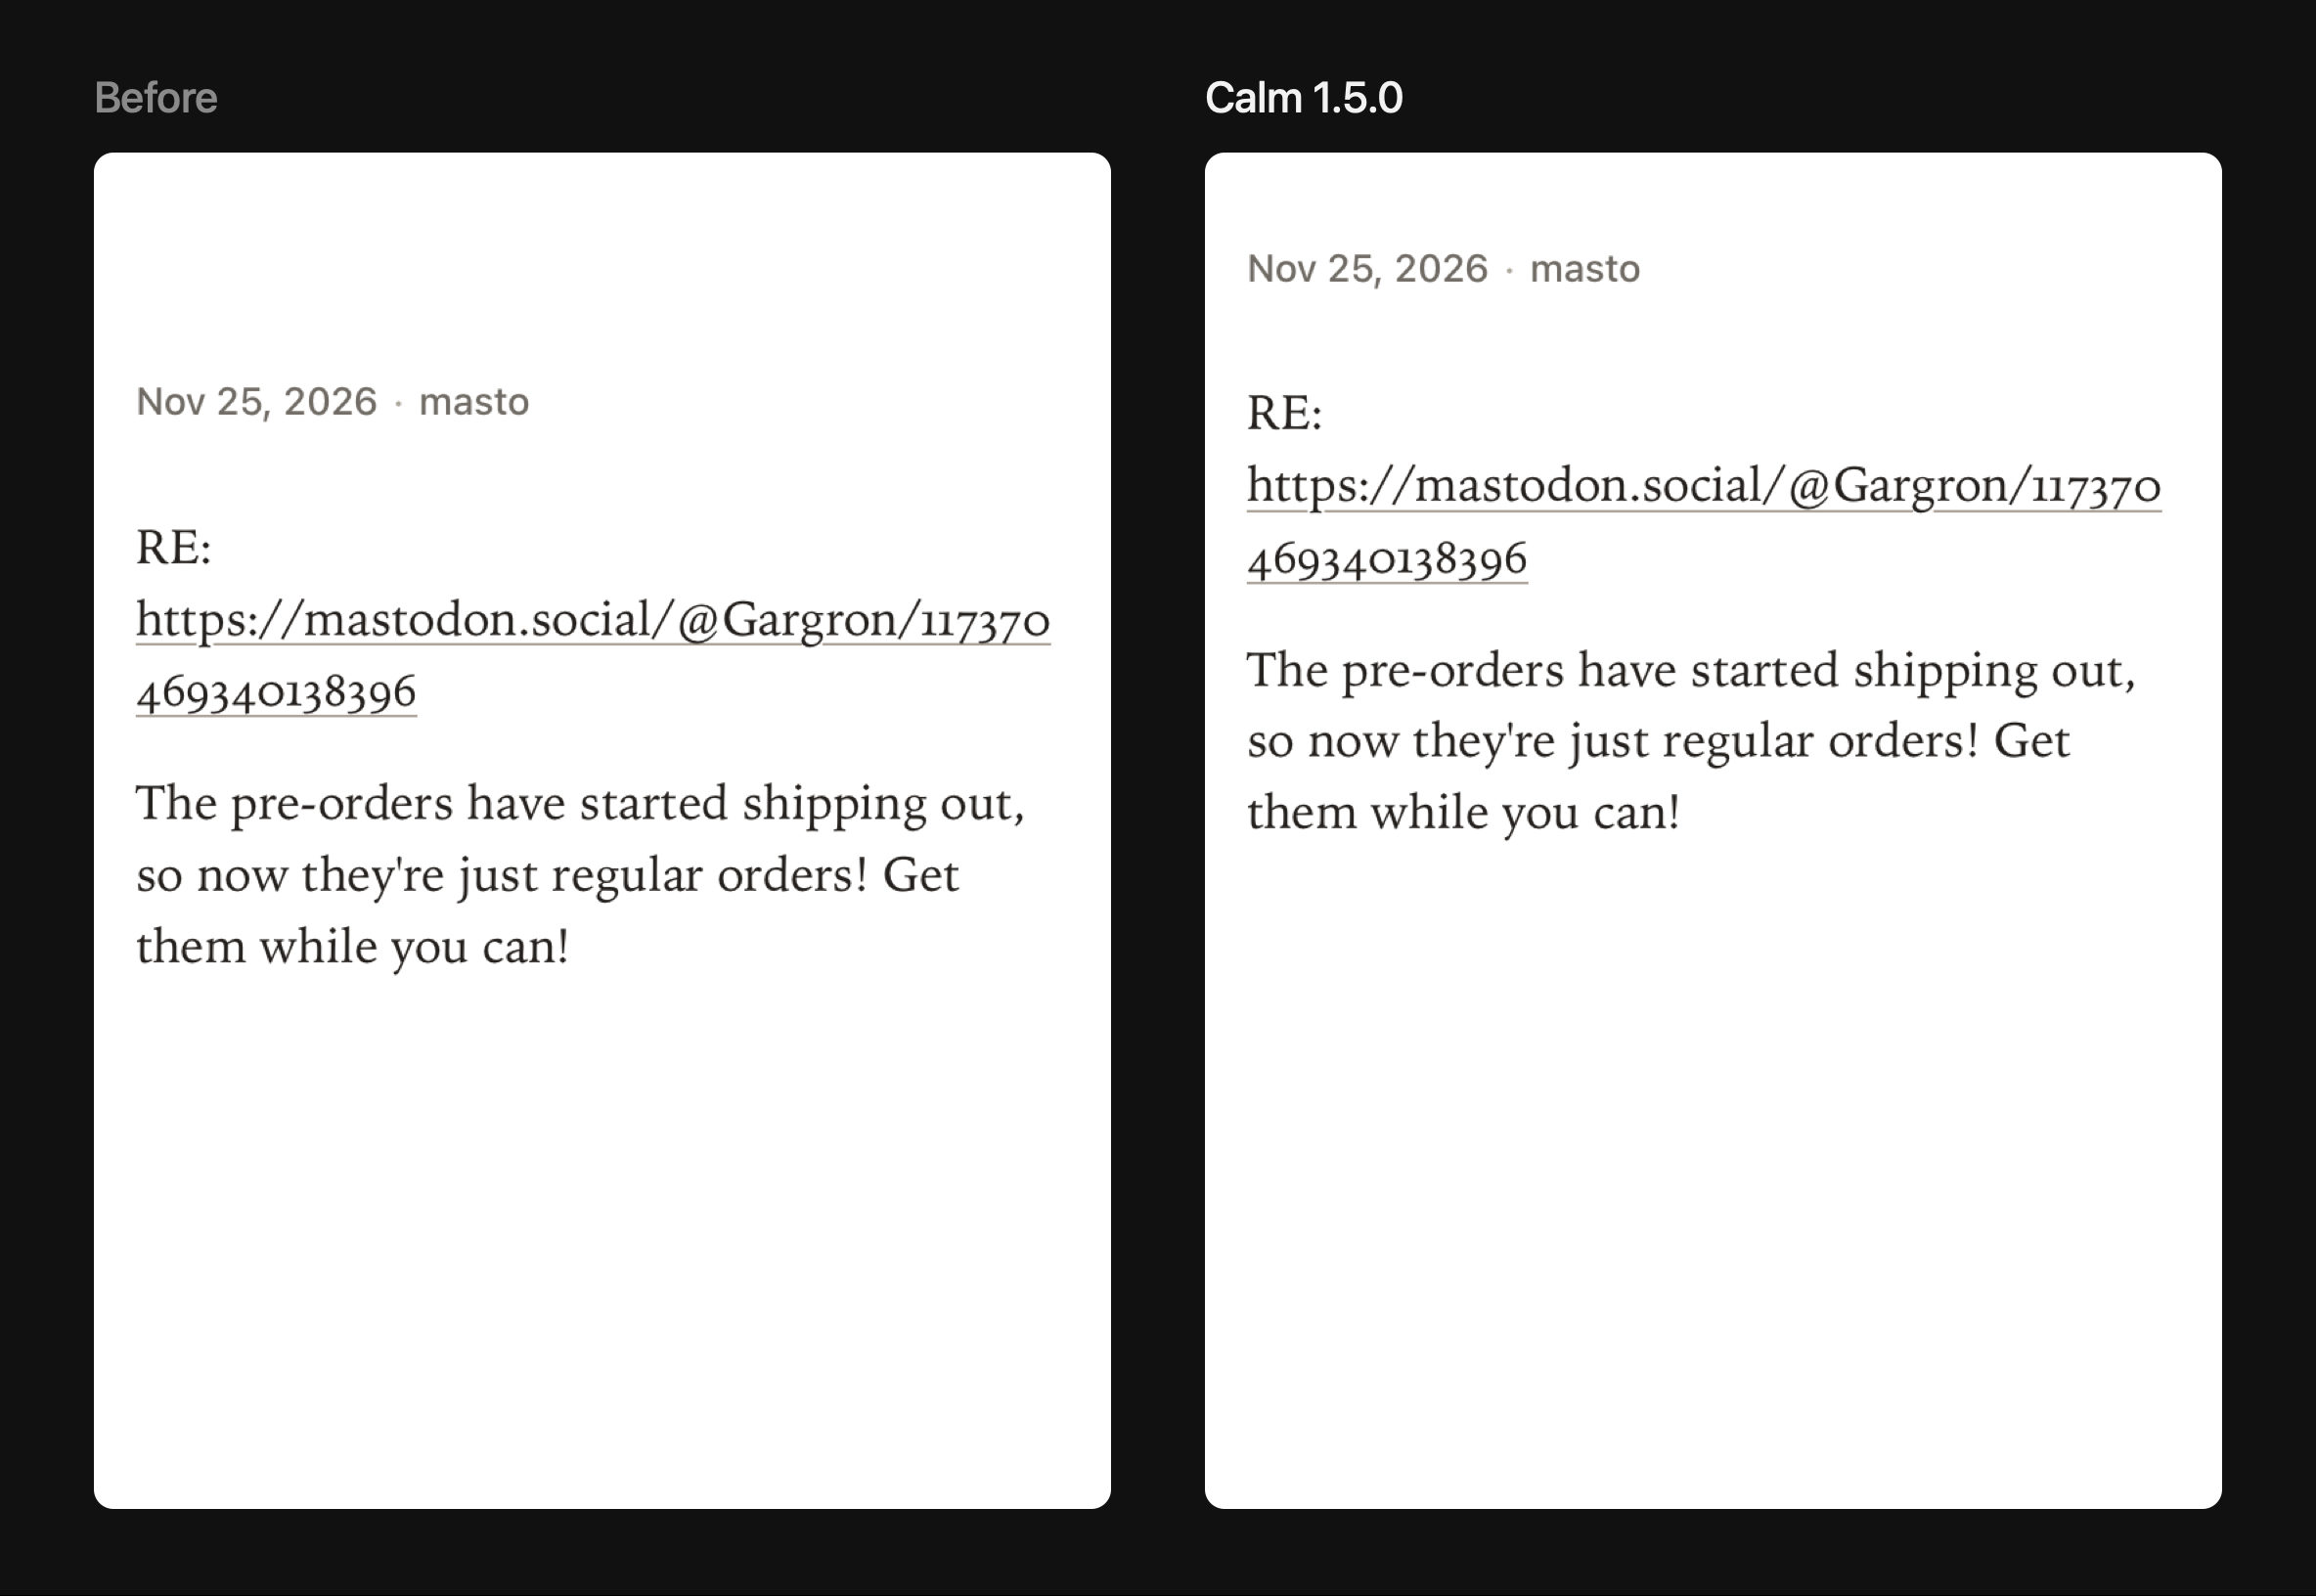 Before
Nov 25, 2026 · masto
RE:
https://mastodon.social/@Gargron/117370
469340138396
The pre-orders have started shipping out,
so now they're just regular orders! Get
them while you can!
Calm 1.5.0
Nov 25, 2026 · masto
RE:
https://mastodon.social/@Gargron/117370
469340138396
The pre-orders have started shipping out,
so now they're just regular orders! Get
them while you can!